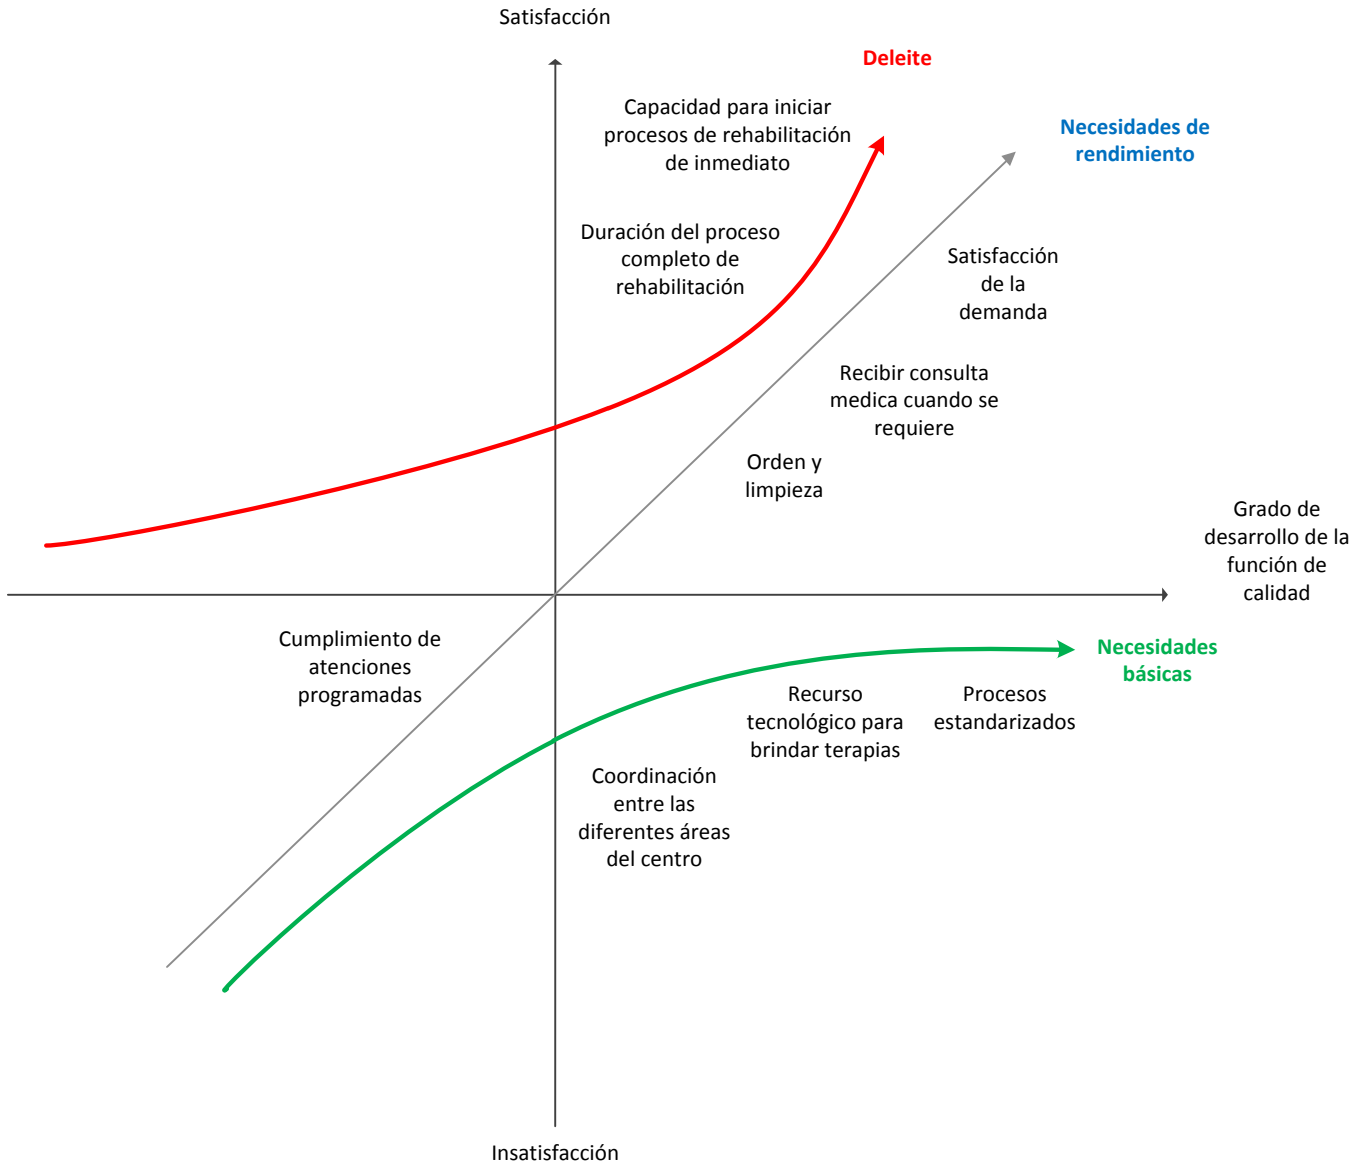 Satisfacción
Deleite
Capacidad para iniciar
procesos de rehabilitación
de inmediato
Necesidades de
rendimiento
Duración del proceso
completo de
rehabilitación
Satisfacción
de la
demanda
Recibir consulta
medica cuando se
requiere
Orden y
limpieza
Grado de
desarrollo de la
función de
calidad
Cumplimiento de
atenciones
programadas
Necesidades
básicas
Recurso
tecnológico para
brindar terapias
Procesos
estandarizados
Coordinación
entre las
diferentes áreas
del centro
Insatisfacción